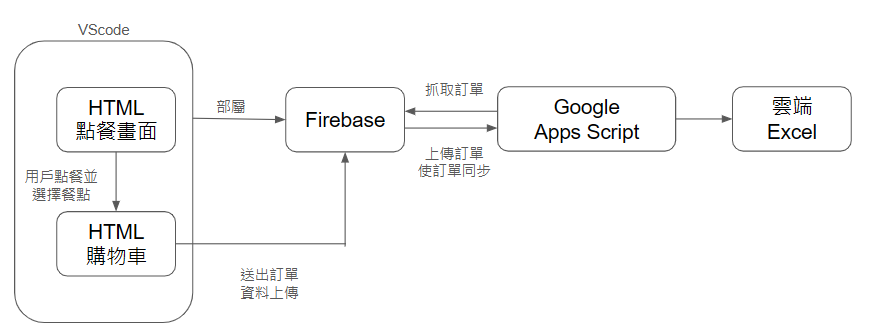 VScode
HTML
點餐畫面
用戶點餐並
選擇餐點
HTML
購物車
部屬
送出訂單
資料上傳
Firebase
抓取訂單
上傳訂單
使訂單同步
Google
Apps Script
雲端
Excel